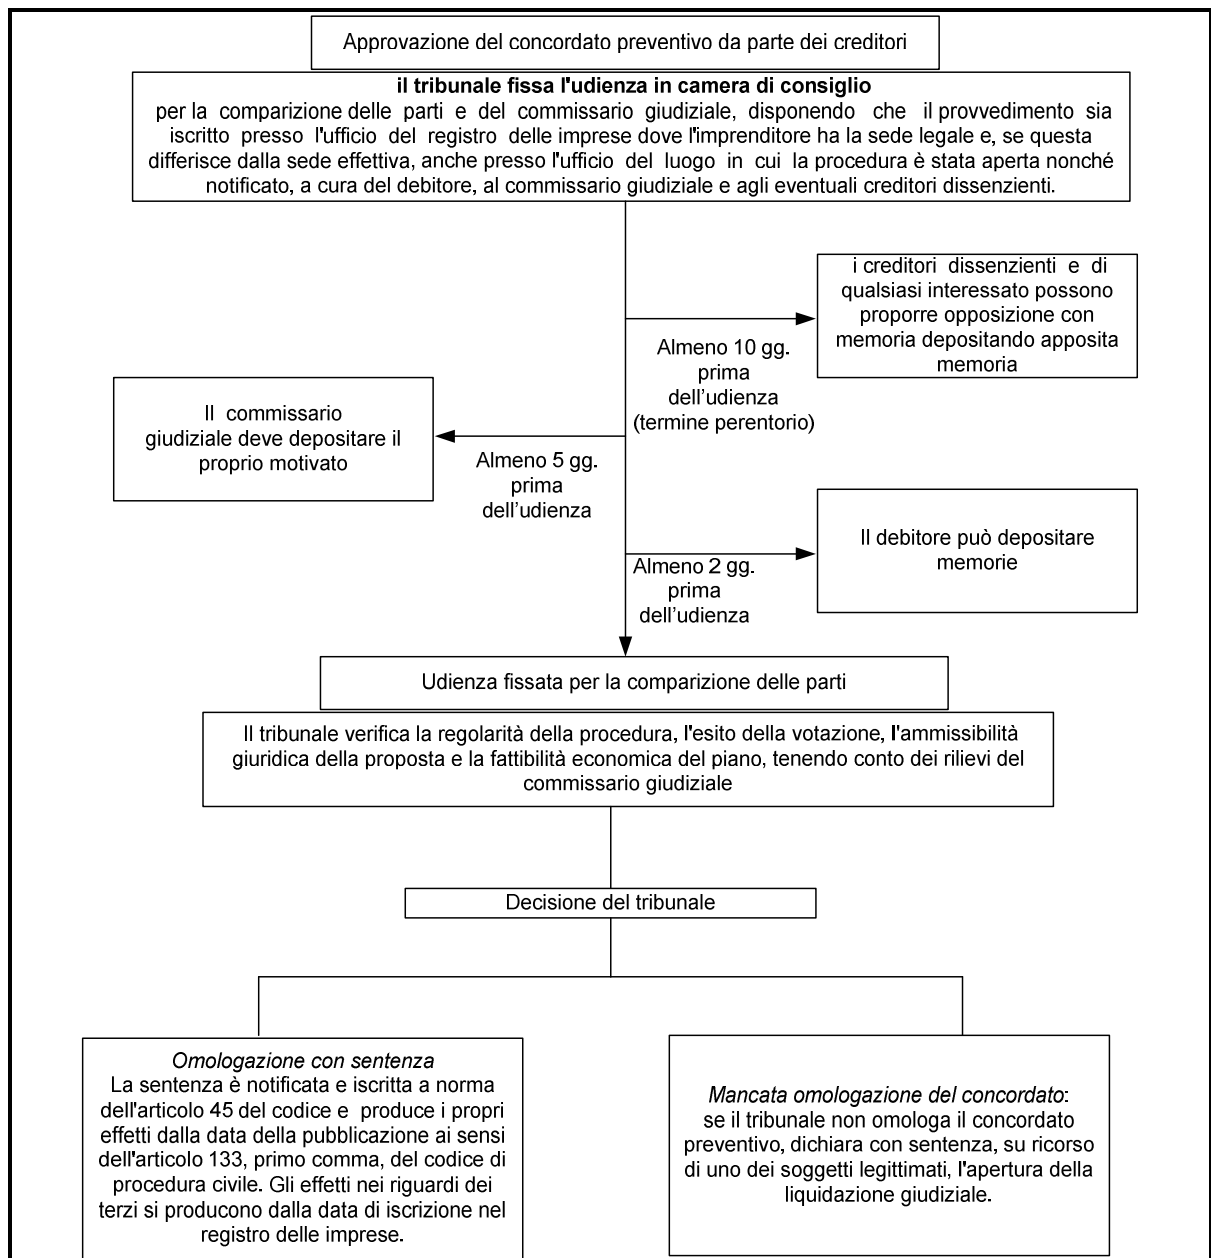 Approvazione del concordato preventivo da parte dei creditori
il tribunale fissa l'udienza in camera di consiglio
per la comparizione delle parti e del commissario giudiziale, disponendo che il provvedimento sia
iscritto presso l'ufficio del registro delle imprese dove l'imprenditore ha la sede legale e, se questa
differisce dalla sede effettiva, anche presso l'ufficio del luogo in cui la procedura è stata aperta nonché
notificato, a cura del debitore, al commissario giudiziale e agli eventuali creditori dissenzienti.
i creditori dissenzienti e di
qualsiasi interessato possono
proporre opposizione con
memoria depositando apposita
memoria
Almeno 10 gg.
prima
dell'udienza
(termine perentorio)
Il commissario
giudiziale deve depositare il
proprio motivato
Almeno 5 gg.
prima
dell'udienza
Il debitore può depositare
memorie
Almeno 2 gg.
prima
dell'udienza
Udienza fissata per la comparizione delle parti
Il tribunale verifica la regolarità della procedura, l'esito della votazione, l'ammissibilità
giuridica della proposta e la fattibilità economica del piano, tenendo conto dei rilievi del
commissario giudiziale
Decisione del tribunale
Omologazione con sentenza
La sentenza è notificata e iscritta a norma
dell'articolo 45 del codice e produce i propri
effetti dalla data della pubblicazione ai sensi
dell'articolo 133, primo comma, del codice di
procedura civile. Gli effetti nei riguardi dei
terzi si producono dalla data di iscrizione nel
registro delle imprese.
Mancata omologazione del concordato:
se il tribunale non omologa il concordato
preventivo, dichiara con sentenza, su ricorso
di uno dei soggetti legittimati, l'apertura della
liquidazione giudiziale.